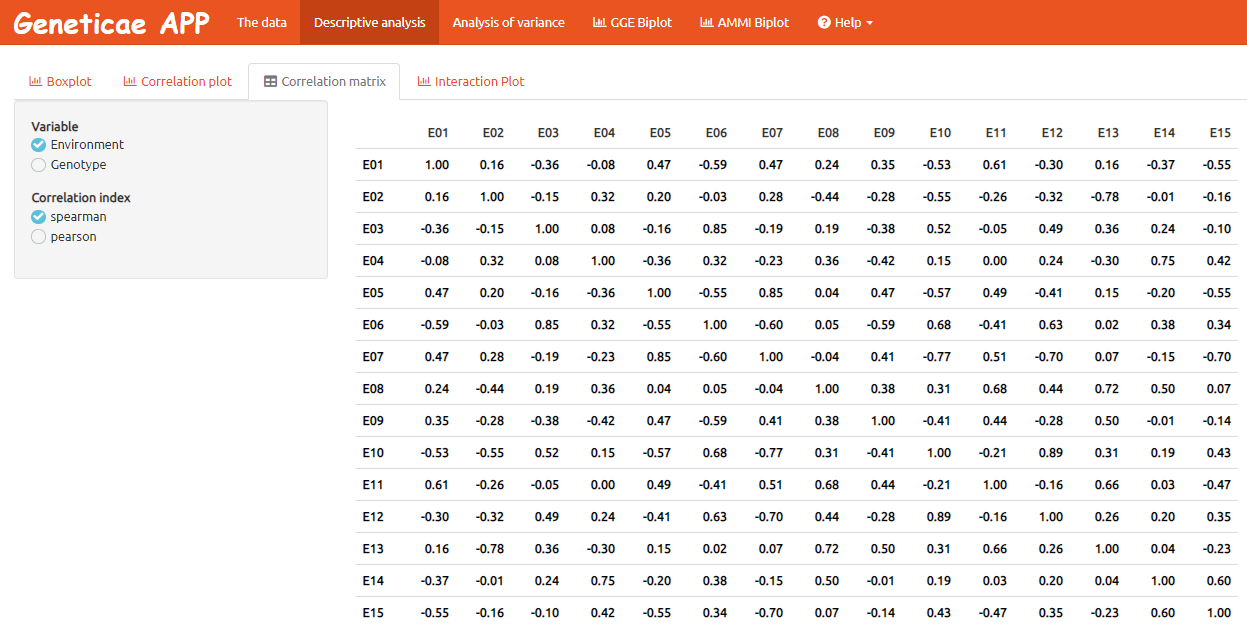 Geneticae APP The data Descriptive analysis Analysis of variance GGE Biplot AMMI Biplot Help
Boxplot Correlation plot Correlation matrix Interaction Plot
Variable
Environment
Genotype
Correlation index
spearman
pearson
E01 E02 E03 E04 E05 E06 E07 E08 E09 E10 E11 E12 E13 E14 E15
E01 1.00 0.16 -0.36 -0.08 0.47 -0.59 0.47 0.24 0.35 -0.53 0.61 -0.30 0.16 -0.37 -0.55
E02 0.16 1.00 -0.15 0.32 0.20 -0.03 0.28 -0.44 -0.28 -0.55 -0.26 -0.32 -0.78 -0.01 -0.16
E03 -0.36 -0.15 1.00 0.08 -0.16 0.85 -0.19 0.19 -0.38 0.52 -0.05 0.49 0.36 0.24 -0.10
E04 -0.08 0.32 0.08 1.00 -0.36 0.32 -0.23 0.36 -0.42 0.15 0.00 0.24 -0.30 0.75 0.42
E05 0.47 0.20 -0.16 -0.36 1.00 -0.55 0.85 0.04 0.47 -0.57 0.49 -0.41 0.15 -0.20 -0.55
E06 -0.59 -0.03 0.85 0.32 -0.55 1.00 -0.60 0.05 -0.59 0.68 -0.41 0.63 0.02 0.38 0.34
E07 0.47 0.28 -0.19 -0.23 0.85 -0.60 1.00 -0.04 0.41 -0.77 0.51 -0.70 0.07 -0.15 -0.70
E08 0.24 -0.44 0.19 0.36 0.04 0.05 -0.04 1.00 0.38 0.31 0.68 0.44 0.72 0.50 0.07
E09 0.35 -0.28 -0.38 -0.42 0.47 -0.59 0.41 0.38 1.00 -0.41 0.44 -0.28 0.50 -0.01 -0.14
E10 -0.53 -0.55 0.52 0.15 -0.57 0.68 -0.77 0.31 -0.41 1.00 -0.21 0.89 0.31 0.19 0.43
E11 0.61 -0.26 -0.05 0.00 0.49 -0.41 0.51 0.68 0.44 -0.21 1.00 -0.16 0.66 0.03 -0.47
E12 -0.30 -0.32 0.49 0.24 -0.41 0.63 -0.70 0.44 -0.28 0.89 -0.16 1.00 0.26 0.20 0.35
E13 0.16 -0.78 0.36 -0.30 0.15 0.02 0.07 0.72 0.50 0.31 0.66 0.26 1.00 0.04 -0.23
E14 -0.37 -0.01 0.24 0.75 -0.20 0.38 -0.15 0.50 -0.01 0.19 0.03 0.20 0.04 1.00 0.60
E15 -0.55 -0.16 -0.10 0.42 -0.55 0.34 -0.70 0.07 -0.14 0.43 -0.47 0.35 -0.23 0.60 1.00